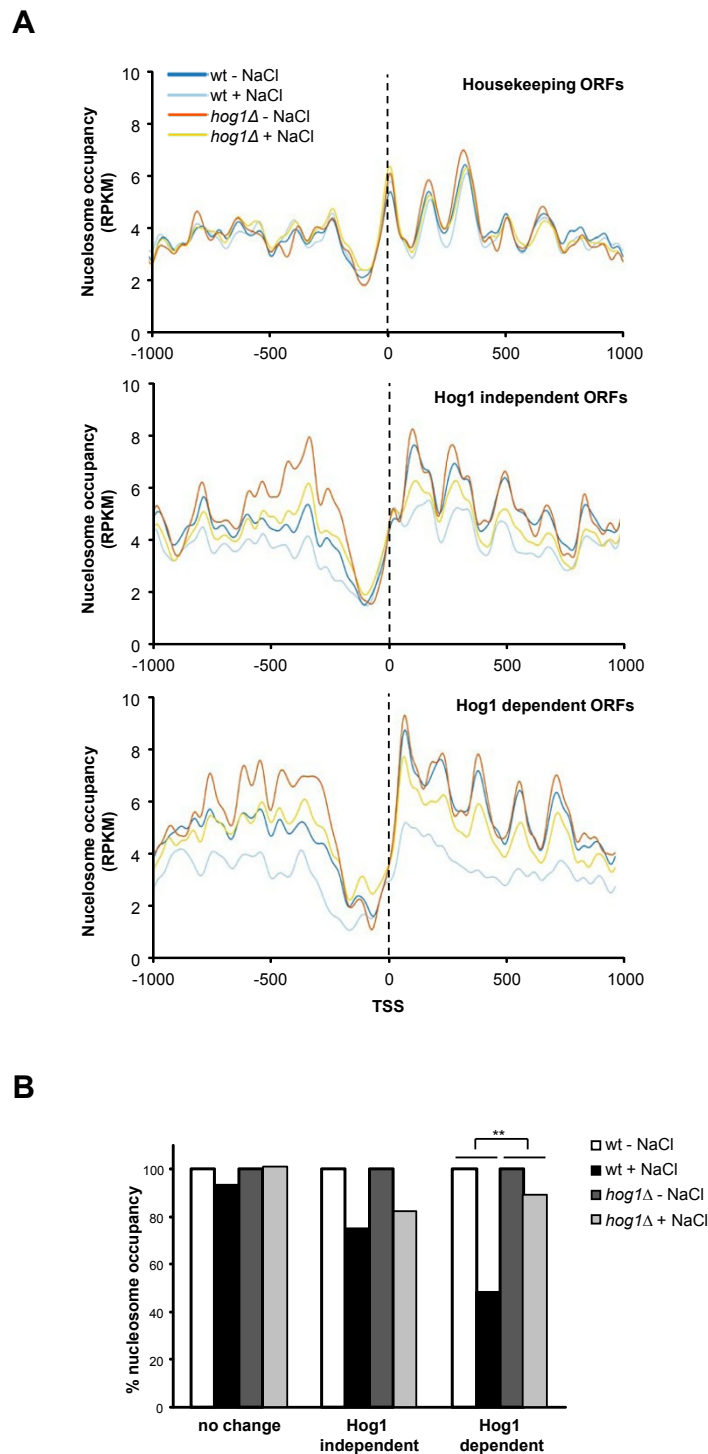 A
wt - NaCl
wt + NaCl
hog1Δ - NaCl
hog1Δ + NaCl
Housekeeping ORFs
Nucelosome occupancy
(RPKM)
10
8
6
4
2
0
-1000
-500
0
500
1000
Hog1 independent ORFs
Nucelosome occupancy
(RPKM)
10
8
6
4
2
0
-1000
-500
0
500
1000
Hog1 dependent ORFs
Nucelosome occupancy
(RPKM)
10
8
6
4
2
0
-1000
-500
0
500
1000
TSS
B
**
wt - NaCl
wt + NaCl
hog1Δ - NaCl
hog1Δ + NaCl
% nucleosome occupancy
100
80
60
40
20
0
no change
Hog1
independent
Hog1
dependent